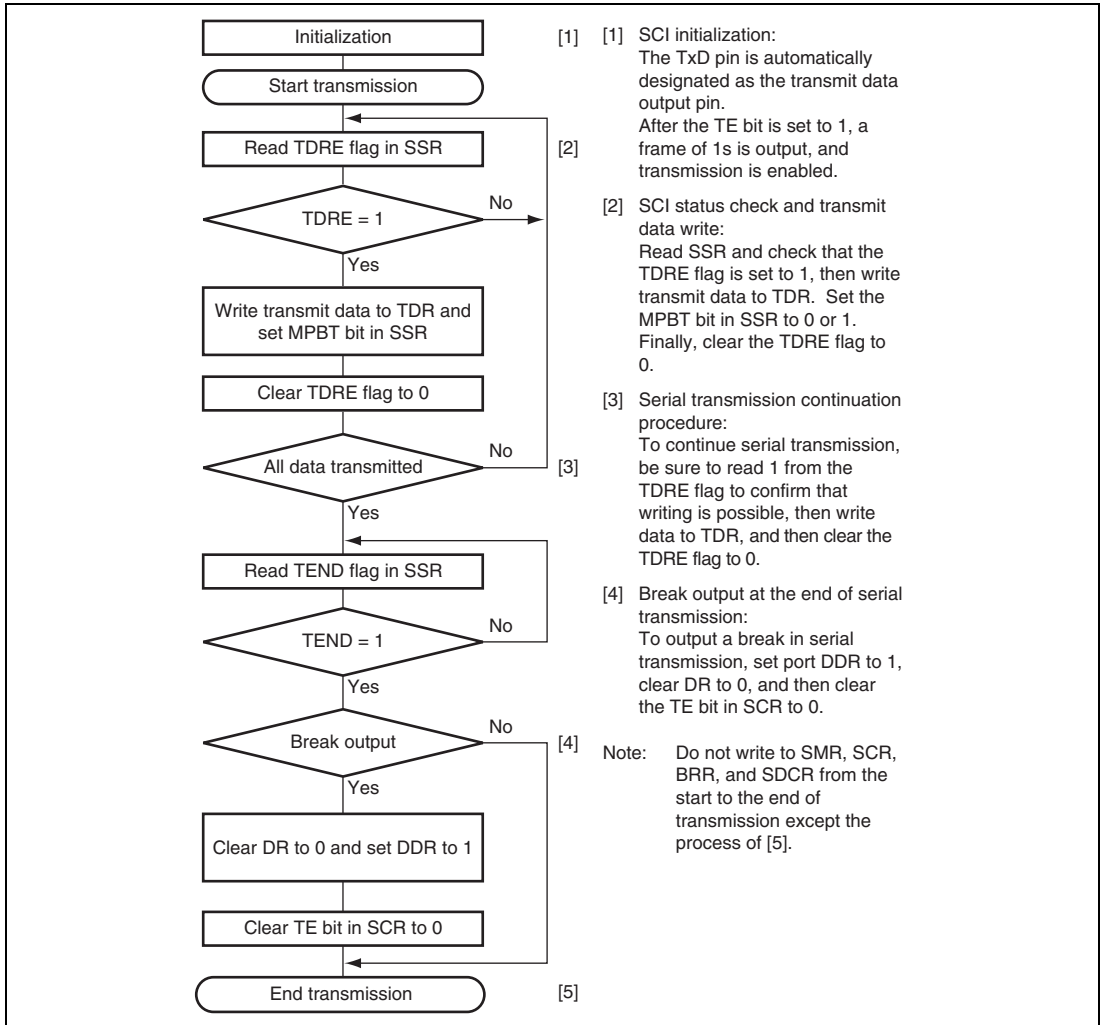 Initialization
[1]
Start transmission
Read TDRE flag in SSR
[2]
TDRE = 1
No
Yes
Write transmit data to TDR and
set MPBT bit in SSR
Clear TDRE flag to 0
All data transmitted
No
[3]
Yes
Read TEND flag in SSR
TEND = 1
No
Yes
Break output
No
[4]
Yes
Clear DR to 0 and set DDR to 1
Clear TE bit in SCR to 0
End transmission
[5]
[1] SCI initialization:
The TxD pin is automatically
designated as the transmit data
output pin.
After the TE bit is set to 1, a
frame of 1s is output, and
transmission is enabled.
[2] SCI status check and transmit
data write:
Read SSR and check that the
TDRE flag is set to 1, then write
transmit data to TDR. Set the
MPBT bit in SSR to 0 or 1.
Finally, clear the TDRE flag to
0.
[3] Serial transmission continuation
procedure:
To continue serial transmission,
be sure to read 1 from the
TDRE flag to confirm that
writing is possible, then write
data to TDR, and then clear the
TDRE flag to 0.
[4] Break output at the end of serial
transmission:
To output a break in serial
transmission, set port DDR to 1,
clear DR to 0, and then clear
the TE bit in SCR to 0.
Note: Do not write to SMR, SCR,
BRR, and SDCR from the
start to the end of
transmission except the
process of [5].